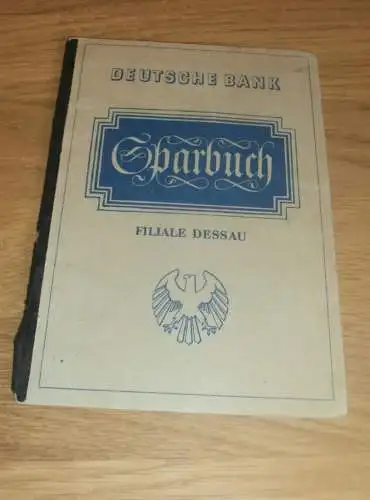 DEUTSCHE BANK
Sparbuch
FILIALE DESSAU